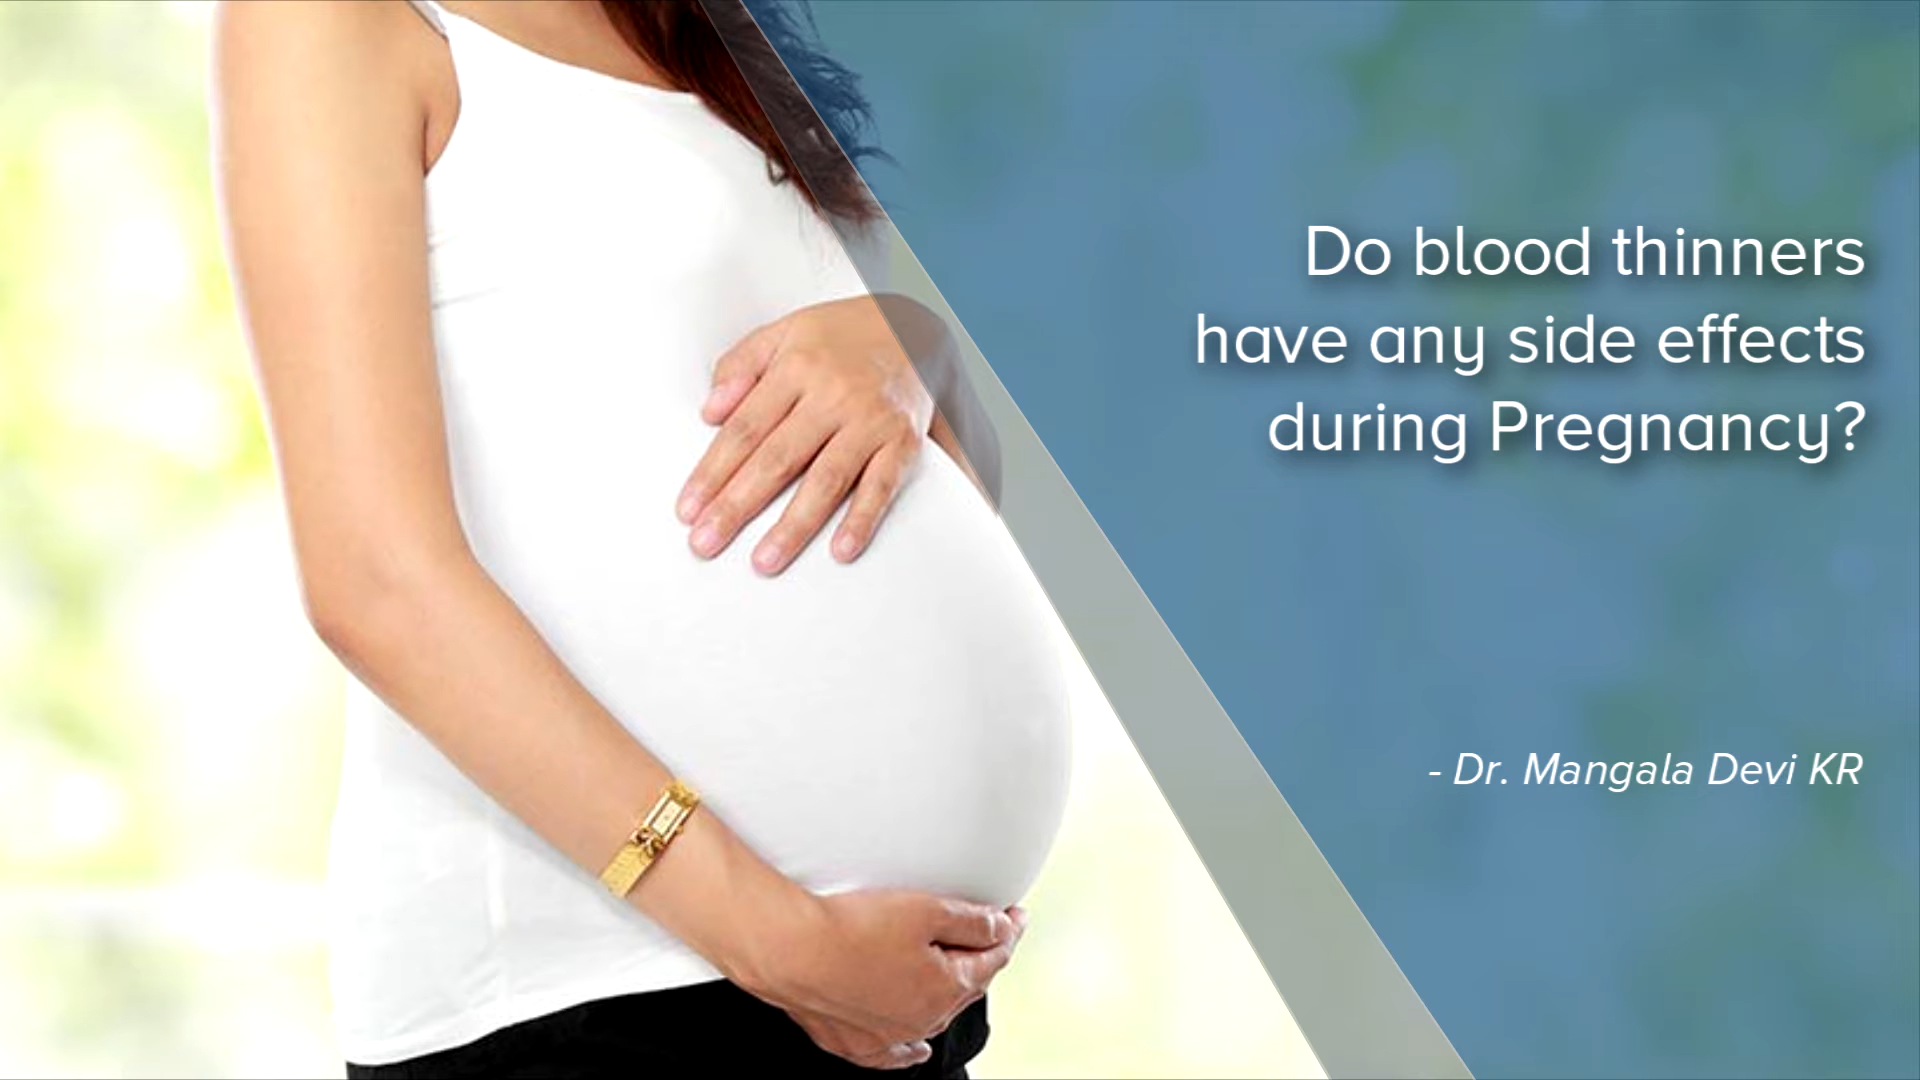 Do blood thinners
have any side effects
during Pregnancy?
- Dr. Mangala Devi KR